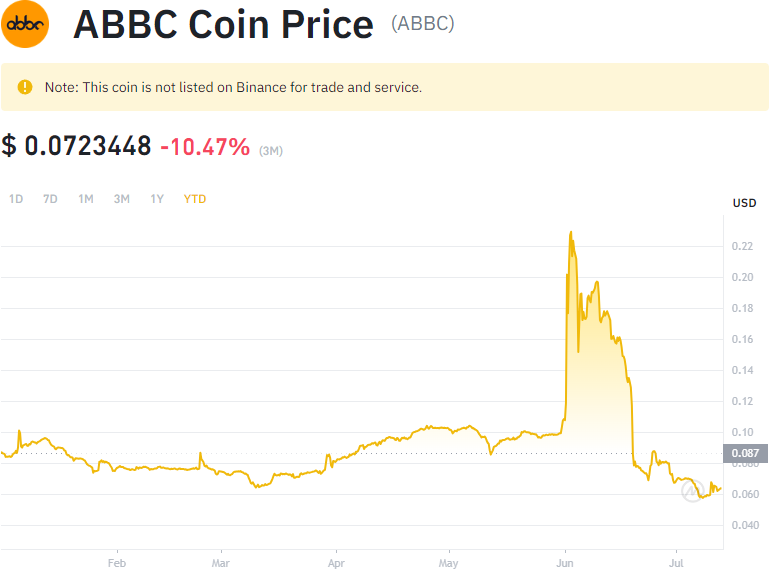 abbc
ABBC Coin Price (ABBC)
Note: This coin is not listed on Binance for trade and service.
$ 0.0723448 -10.47% (3M)
1D 7D 1M 3M 1Y YTD
USD
0.22
0.20
0.18
0.16
0.14
0.12
0.10
0.087
0.080
0.060
0.040
Feb Mar Apr May Jun Jul